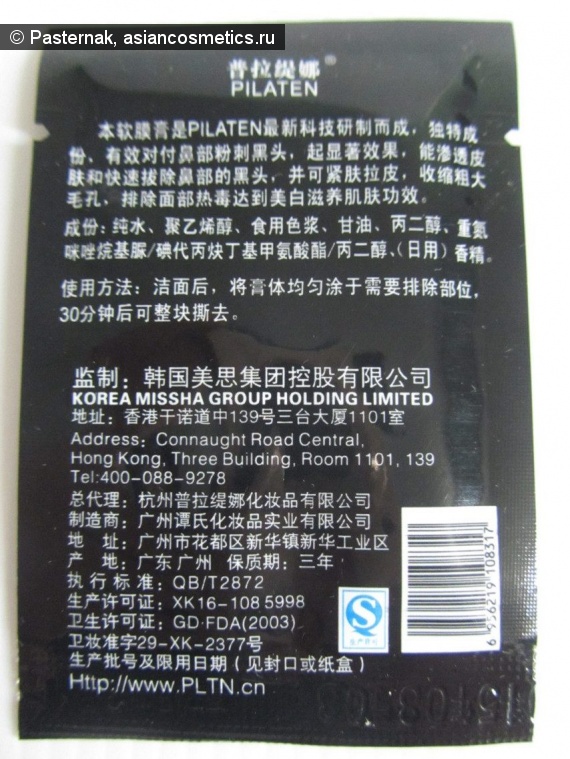 © Pasternak, asiancosmetics.ru
普拉缇娜®
PILATEN
本软膜膏是PILATEN最新科技研制而成，独特成
份、有效对付鼻部粉刺黑头，起显著效果，能渗透皮
肤和快速拔除鼻部的黑头，并可紧肤拉皮，收缩粗大
毛孔，排除面部热毒达到美白滋养肌肤功效。
成份：纯水、聚乙烯醇、食用色浆、甘油、丙二醇、重氮
咪唑烷基脲/碘代丙炔丁基甲氨酸酯/丙二醇、（日用）香精。
使用方法：洁面后，将膏体均匀涂于需要排除部位，
30分钟后可整块撕去。
监制：韩国美思集团控股有限公司
KOREA MISSHA GROUP HOLDING LIMITED
地址：香港干诺道中139号三台大厦1101室
Address：Connaught Road Central,
Hong Kong, Three Building, Room 1101, 139
Tel:400-088-9278
总代理：杭州普拉缇娜化妆品有限公司
制造商：广州谭氏化妆品实业有限公司
地 址：广州市花都区新华镇新华工业区
产 地：广东 广州 保质期：三年
执行标准：QB/T2872
生产许可证：XK16-108 5998
卫生许可证：GD·FDA(2003)
卫妆准字29-XK-2377号
生产批号及限用日期（见封口或纸盒）
Http://www.PLTN.cn
6 956219 108317